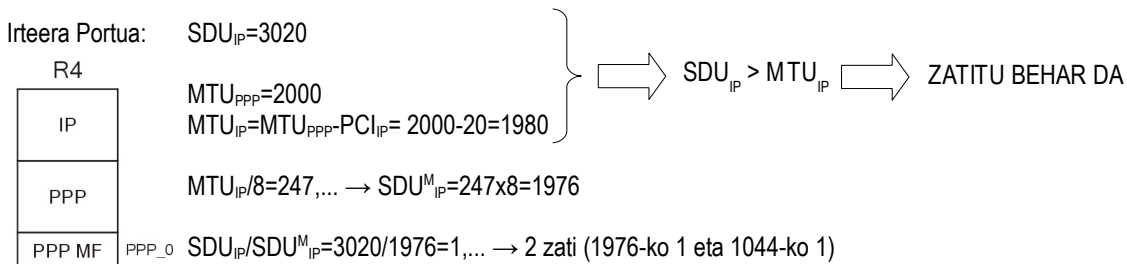 Irteera Portua: SDU_IP=3020
R4
SDU_IP > MTU_IP ZATITU BEHAR DA
MTU_PPP=2000
IP MTU_IP=MTU_PPP-PCI_IP= 2000-20=1980
PPP MTU_IP/8=247,... → SDU^M_IP=247x8=1976
PPP MF PPP_0 SDU_IP/SDU^M_IP=3020/1976=1,... → 2 zati (1976-ko 1 eta 1044-ko 1)